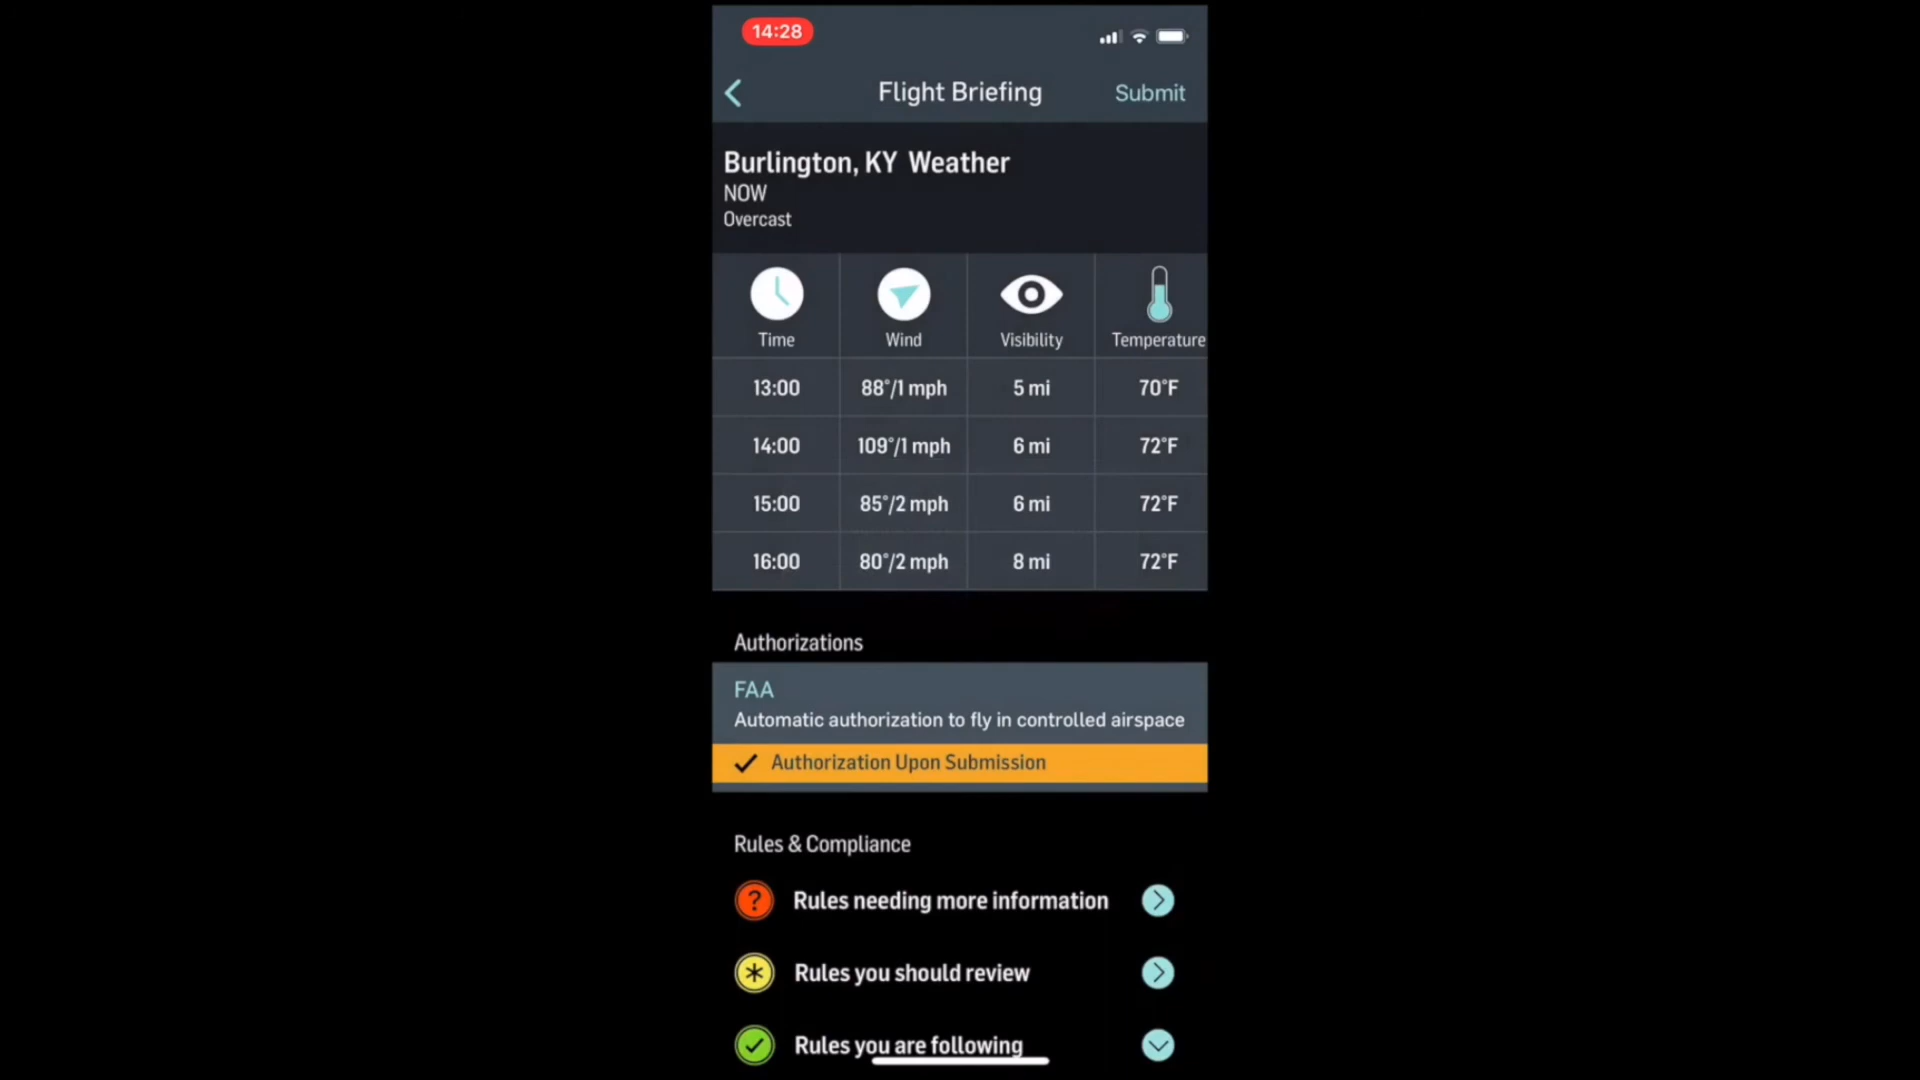 14:28
Flight Briefing
Submit
Burlington, KY Weather
NOW
Overcast
Time Wind Visibility Temperature
13:00 88°/1 mph 5 mi 70°F
14:00 109°/1 mph 6 mi 72°F
15:00 85°/2 mph 6 mi 72°F
16:00 80°/2 mph 8 mi 72°F
Authorizations
FAA
Automatic authorization to fly in controlled airspace
Authorization Upon Submission
Rules & Compliance
? Rules needing more information
* Rules you should review
Rules you are following